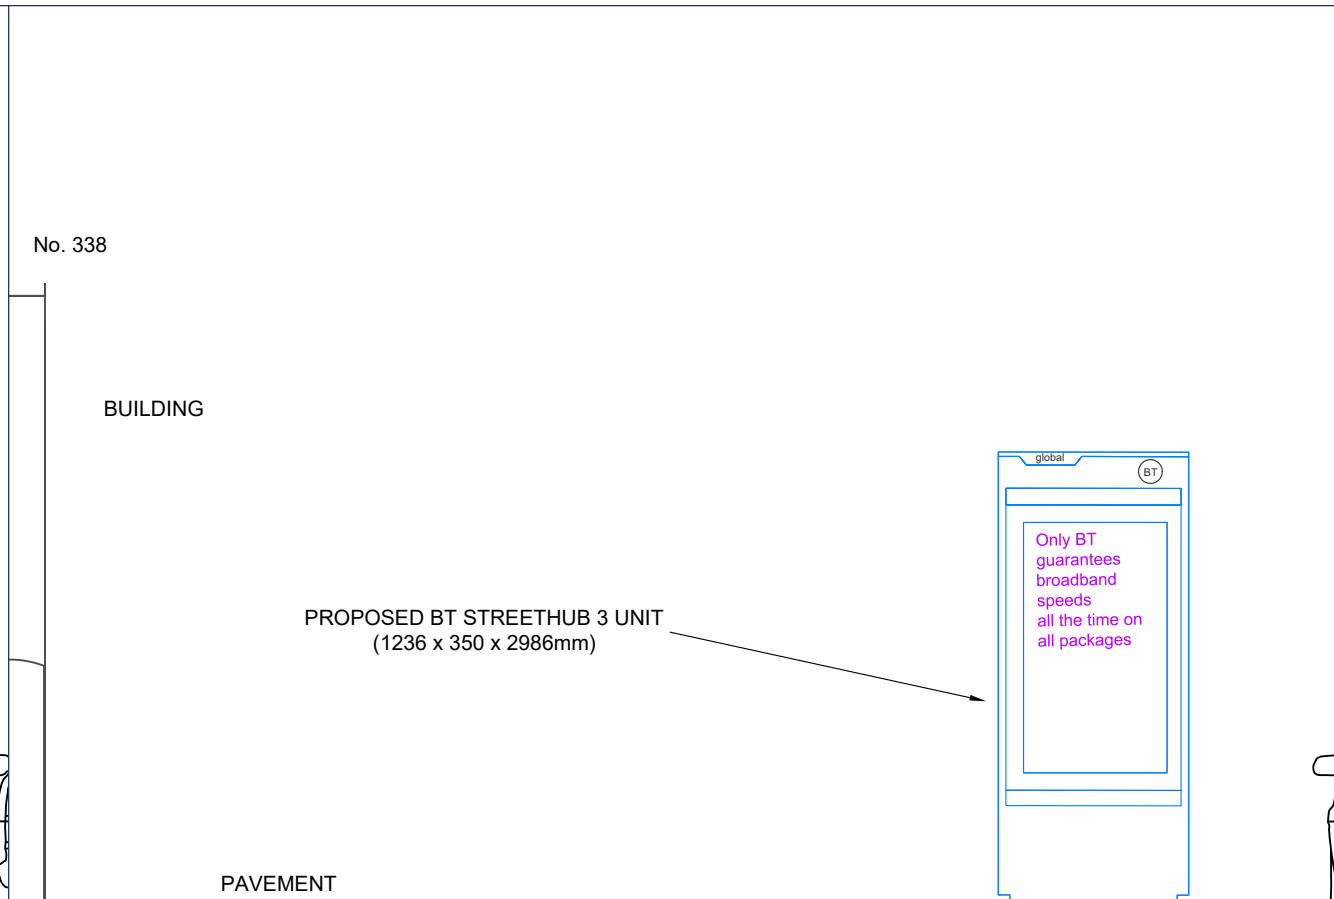 No. 338
BUILDING
global
BT
Only BT
guarantees
broadband
speeds
all the time on
all packages
PROPOSED BT STREETHUB 3 UNIT
(1236 x 350 x 2986mm)
PAVEMENT